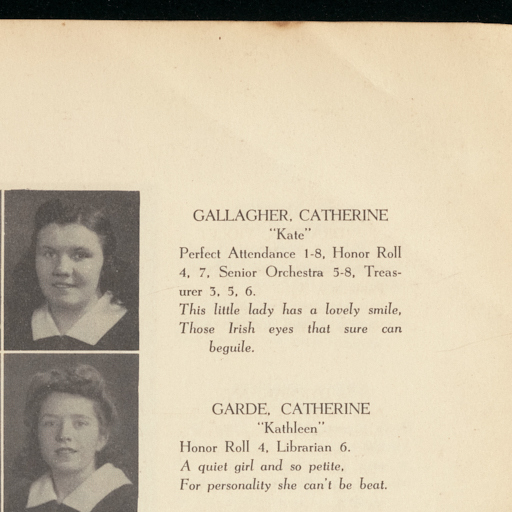 GALLAGHER, CATHERINE
"Kate"
Perfect Attendance 1-8, Honor Roll
4, 7, Senior Orchestra 5-8, Treas-
urer 3, 5, 6.
This little lady has a lovely smile,
Those Irish eyes that sure can
beguile.
GARDE, CATHERINE
"Kathleen"
Honor Roll 4, Librarian 6.
A quiet girl and so petite,
For personality she can't be beat.